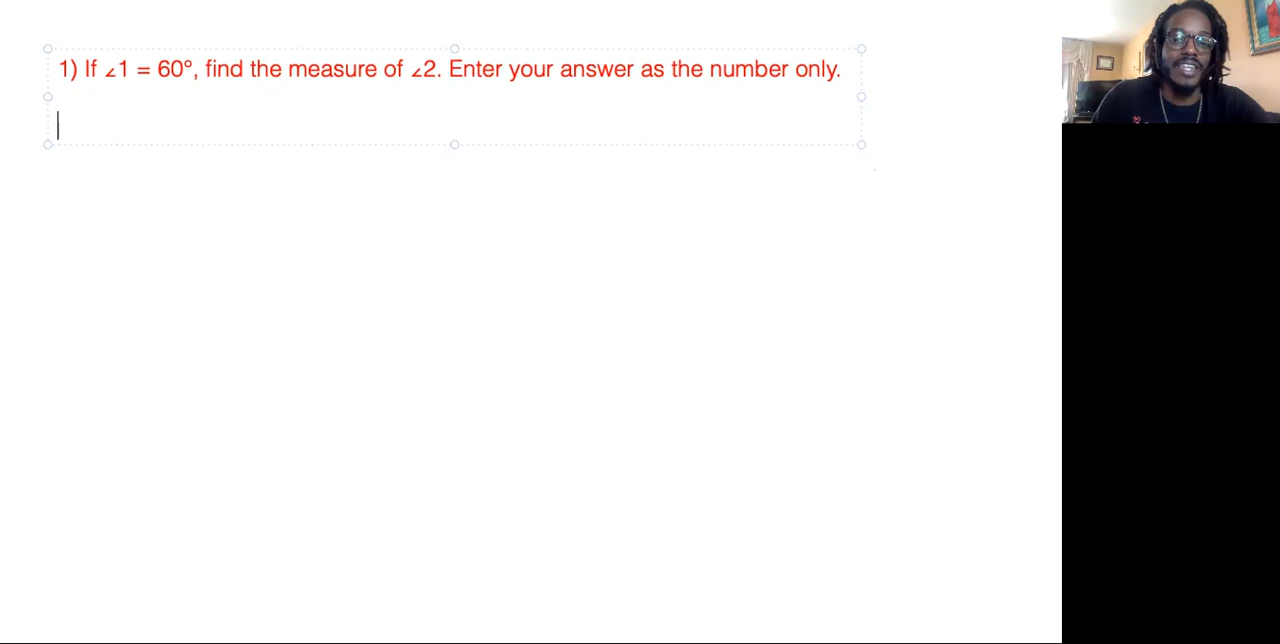 1) If ∠1 = 60°, find the measure of ∠2. Enter your answer as the number only.